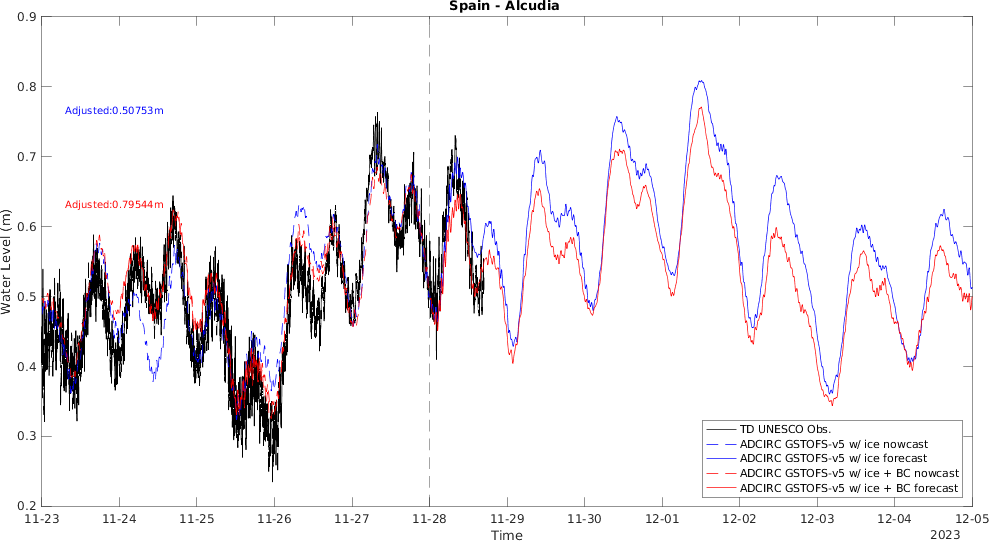 Spain - Alcudia
0.9
0.8
0.7
0.6
0.5
0.4
0.3
0.2
Water Level (m)
Adjusted:0.50753m
Adjusted:0.79544m
TD UNESCO Obs.
ADCIRC GSTOFS-v5 w/ ice nowcast
ADCIRC GSTOFS-v5 w/ ice forecast
ADCIRC GSTOFS-v5 w/ ice + BC nowcast
ADCIRC GSTOFS-v5 w/ ice + BC forecast
11-23 11-24 11-25 11-26 11-27 11-28 11-29 11-30 12-01 12-02 12-03 12-04 12-05
Time
2023